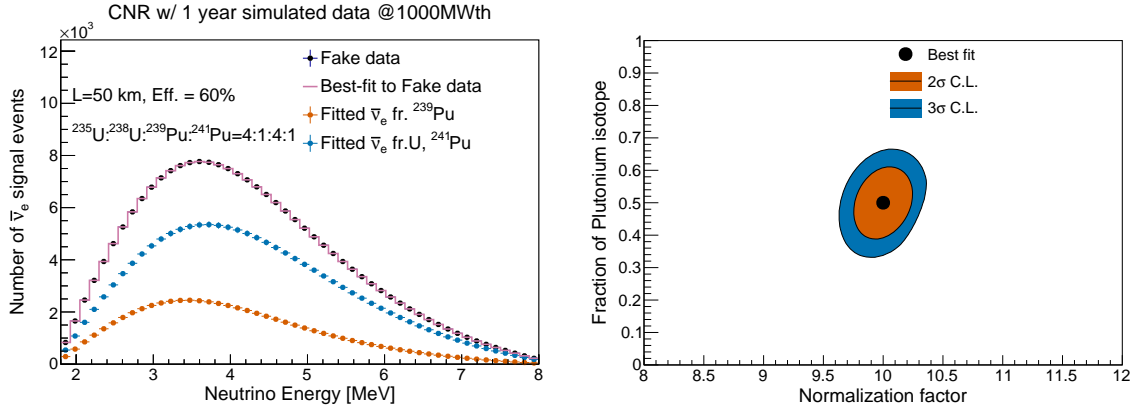 CNR w/ 1 year simulated data @1000MWth
×10³
12
10
8
6
4
2
0
Number of ν̅ₑ signal events
L=50 km, Eff. = 60%
²³⁵U:²³⁸U:²³⁹Pu:²⁴¹Pu=4:1:4:1
Fake data
Best-fit to Fake data
Fitted ν̅ₑ fr. ²³⁹Pu
Fitted ν̅ₑ fr.U, ²⁴¹Pu
2 3 4 5 6 7 8
Neutrino Energy [MeV]
1
0.9
0.8
0.7
0.6
0.5
0.4
0.3
0.2
0.1
0
Fraction of Plutonium isotope
Best fit
2σ C.L.
3σ C.L.
8 8.5 9 9.5 10 10.5 11 11.5 12
Normalization factor